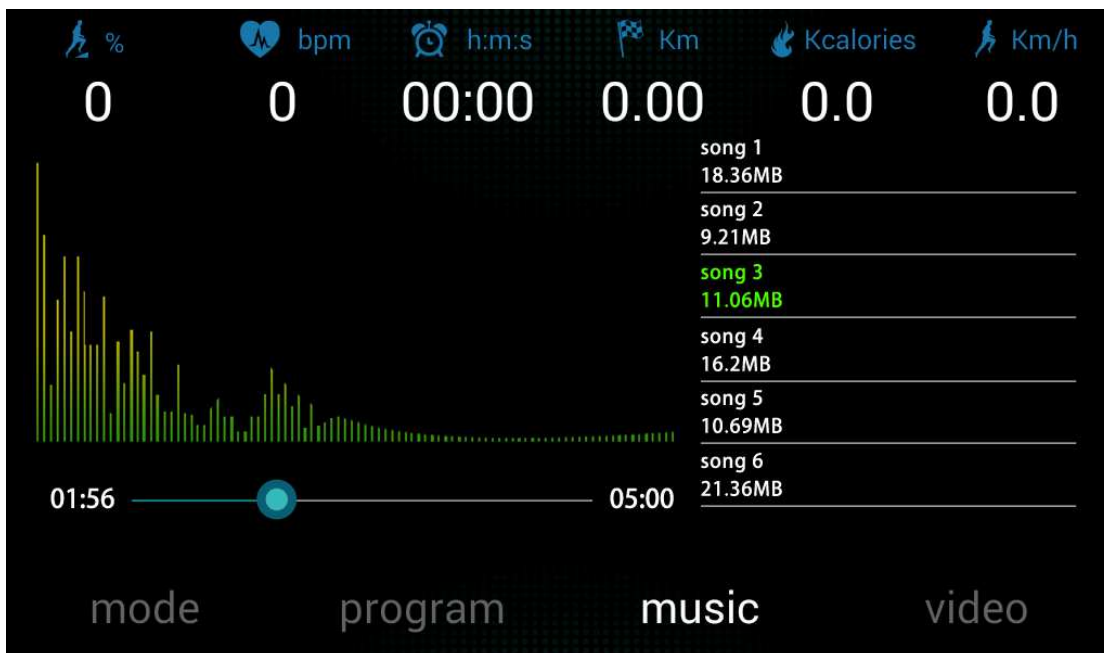 % bpm h:m:s Km Kcalories Km/h
0 0 00:00 0.00 0.0 0.0
song 1
18.36MB
song 2
9.21MB
song 3
11.06MB
song 4
16.2MB
song 5
10.69MB
song 6
21.36MB
01:56 05:00
mode program music video